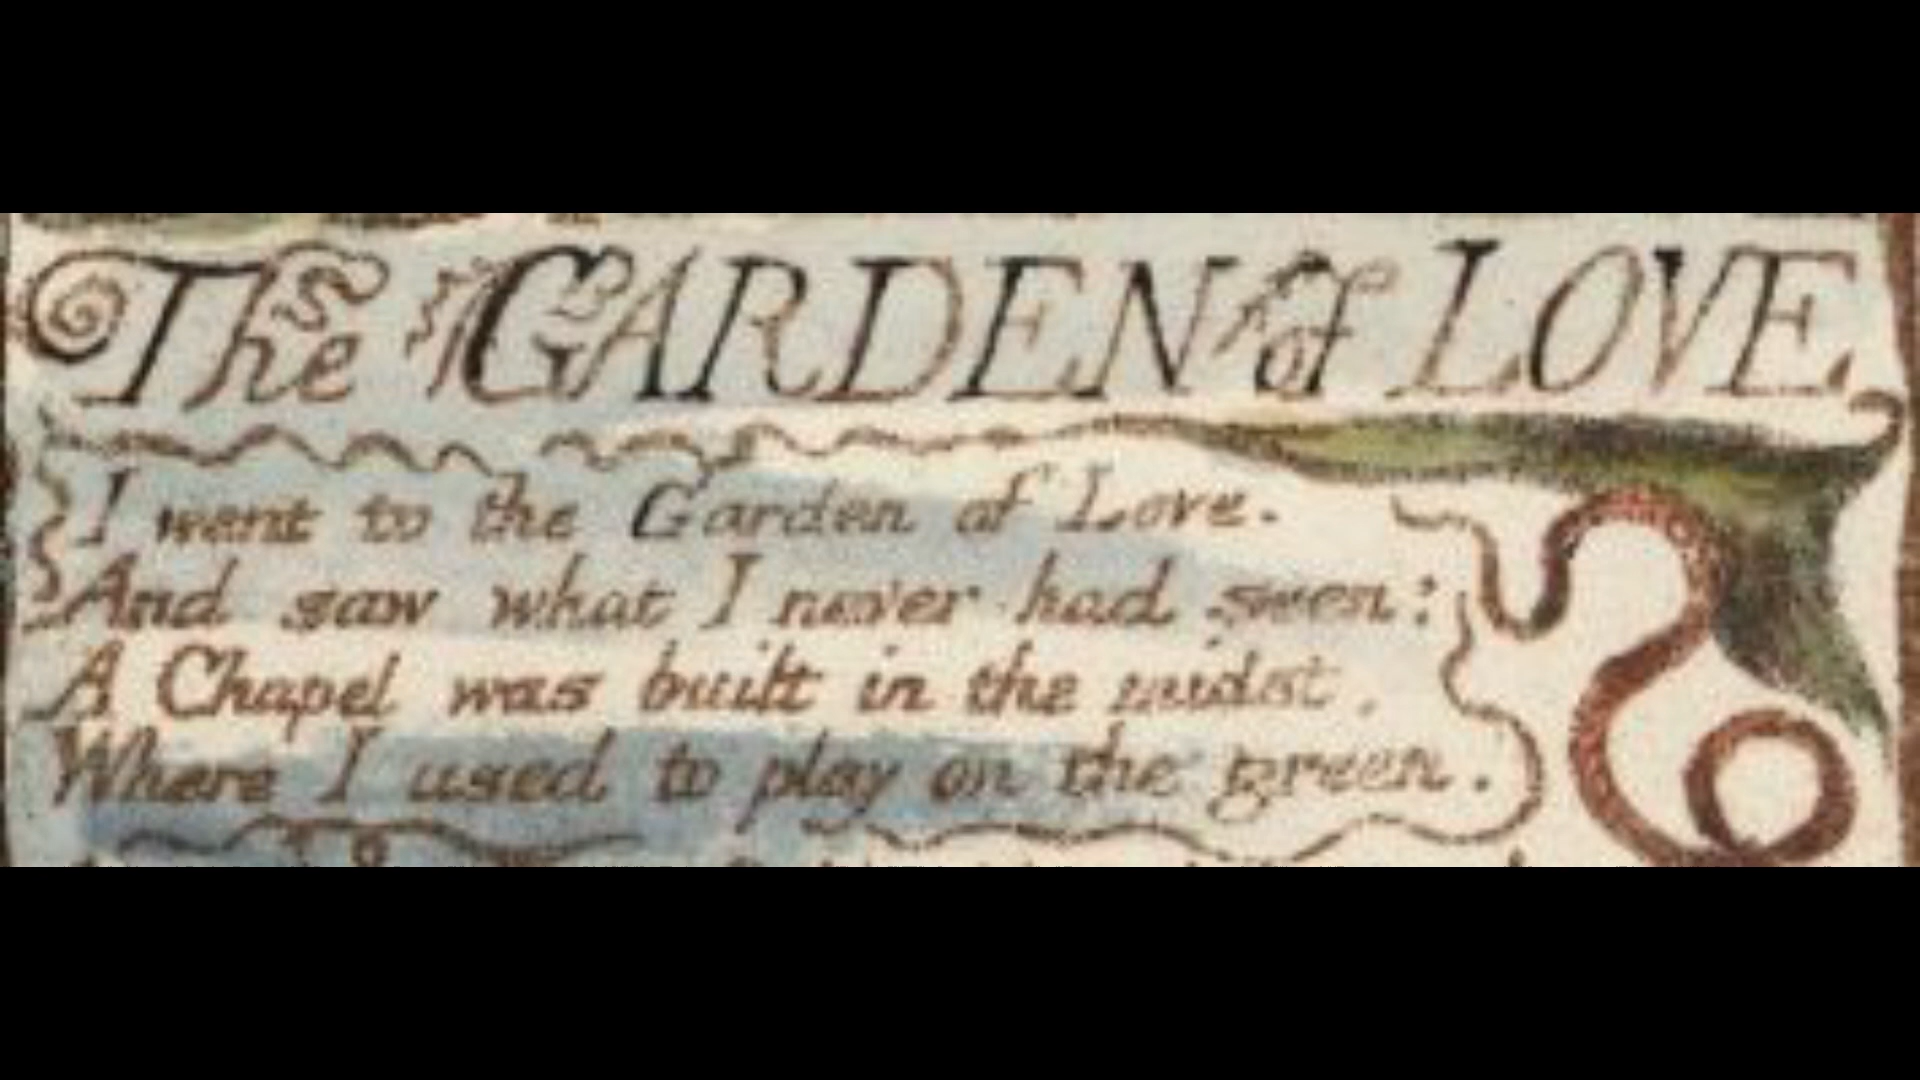 The GARDEN of LOVE
I went to the Garden of Love.
And saw what I never had seen:
A Chapel was built in the midst,
Where I used to play on the green.